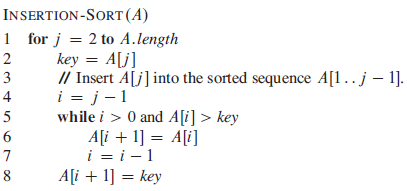 INSERTION-SORT(A)
1 for j = 2 to A.length
2 key = A[j]
3 // Insert A[j] into the sorted sequence A[1 . . j − 1].
4 i = j − 1
5 while i > 0 and A[i] > key
6 A[i + 1] = A[i]
7 i = i − 1
8 A[i + 1] = key